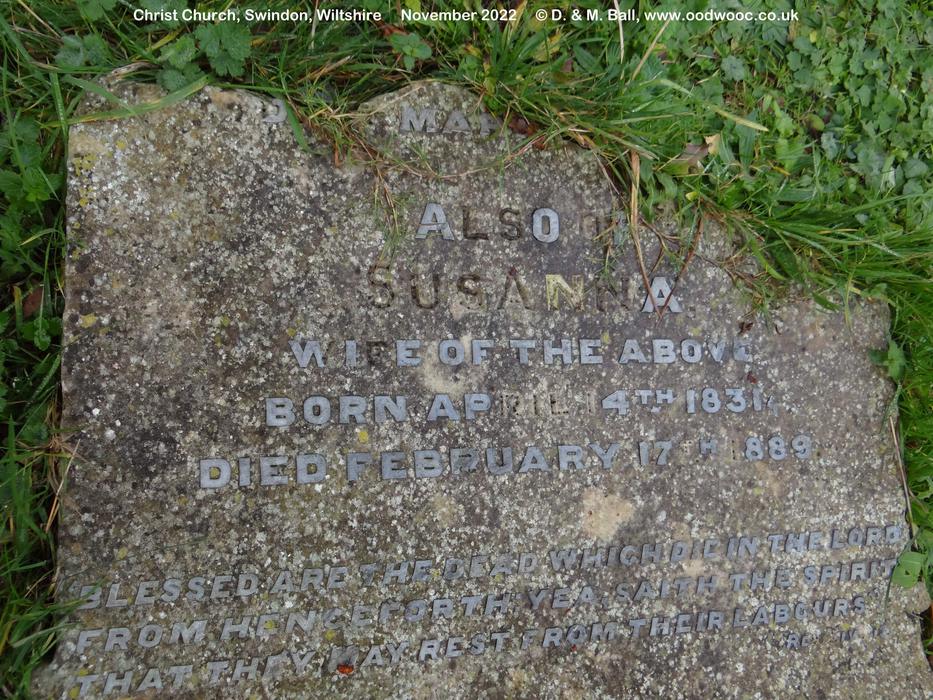 Christ Church, Swindon, Wiltshire November 2022 © D. & M. Ball, www.oodwooc.co.uk
ALSO OF
SUSANNA
WIFE OF THE ABOVE
BORN APRIL 14TH 1831
DIED FEBRUARY 17TH 1889
"BLESSED ARE THE DEAD WHICH DIE IN THE LORD
FROM HENCEFORTH: YEA, SAITH THE SPIRIT,
THAT THEY MAY REST FROM THEIR LABOURS"
REV.